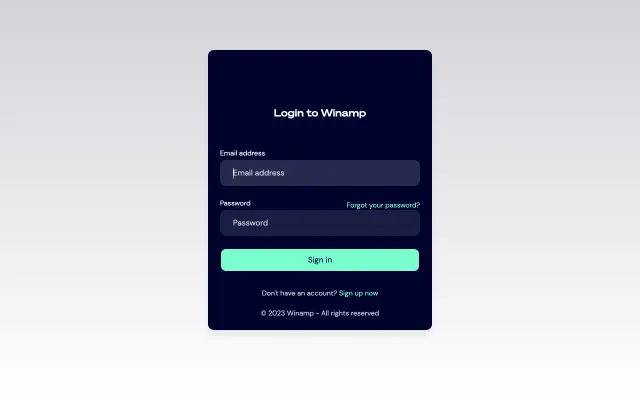 Login to Winamp
Email address
Email address
Password
Forgot your password?
Password
Sign in
Don't have an account? Sign up now
© 2023 Winamp - All rights reserved